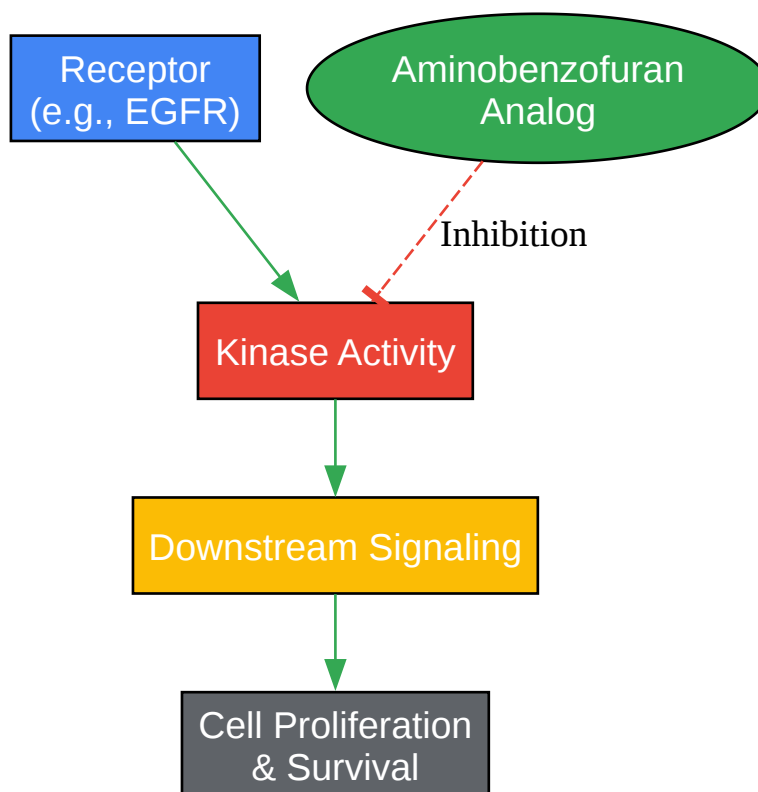 Receptor
(e.g., EGFR)
Aminobenzofuran
Analog
Inhibition
Kinase Activity
Downstream Signaling
Cell Proliferation
& Survival